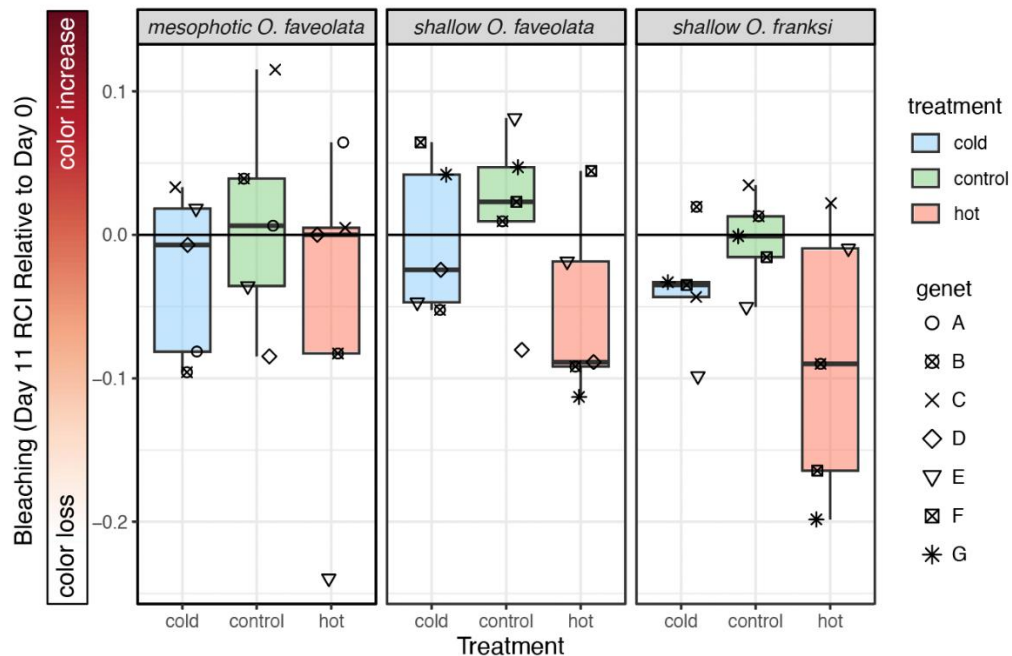 mesophotic O. faveolata
shallow O. faveolata
shallow O. franksi
Bleaching (Day 11 RCI Relative to Day 0)
color increase
color loss
0.1
0.0
−0.1
−0.2
cold
control
hot
cold
control
hot
cold
control
hot
Treatment
treatment
cold
control
hot
genet
A
B
C
D
E
F
G